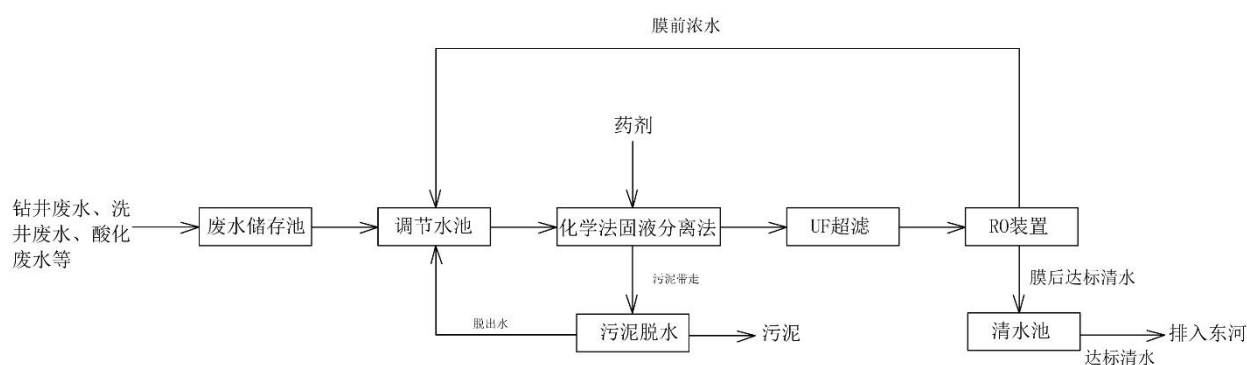 膜前浓水
药剂
钻井废水、洗
井废水、酸化
废水等
废水储存池
调节水池
化学法固液分离法
UF超滤
RO装置
污泥带走
膜后达标清水
脱出水
污泥脱水
污泥
清水池
达标清水
排入东河